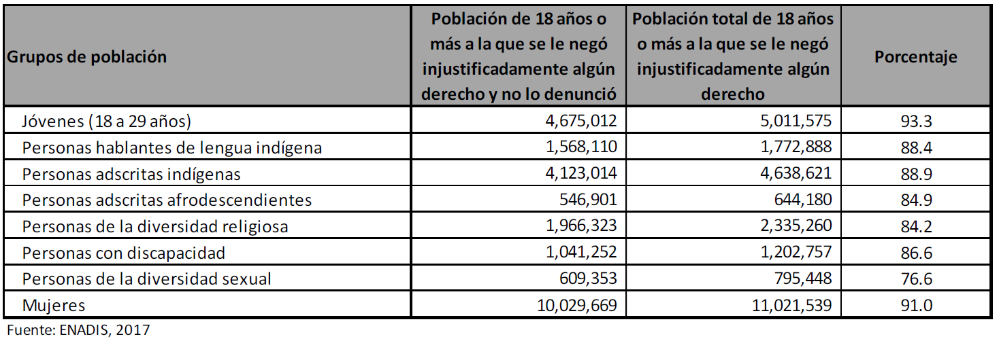 Grupos de población
Población de 18 años o
más a la que se le negó
injustificadamente algún
derecho y no lo denunció
Población total de 18 años
o más a la que se le negó
injustificadamente algún
derecho
Porcentaje
Jóvenes (18 a 29 años) 4,675,012 5,011,575 93.3
Personas hablantes de lengua indígena 1,568,110 1,772,888 88.4
Personas adscritas indígenas 4,123,014 4,638,621 88.9
Personas adscritas afrodescendientes 546,901 644,180 84.9
Personas de la diversidad religiosa 1,966,323 2,335,260 84.2
Personas con discapacidad 1,041,252 1,202,757 86.6
Personas de la diversidad sexual 609,353 795,448 76.6
Mujeres 10,029,669 11,021,539 91.0
Fuente: ENADIS, 2017